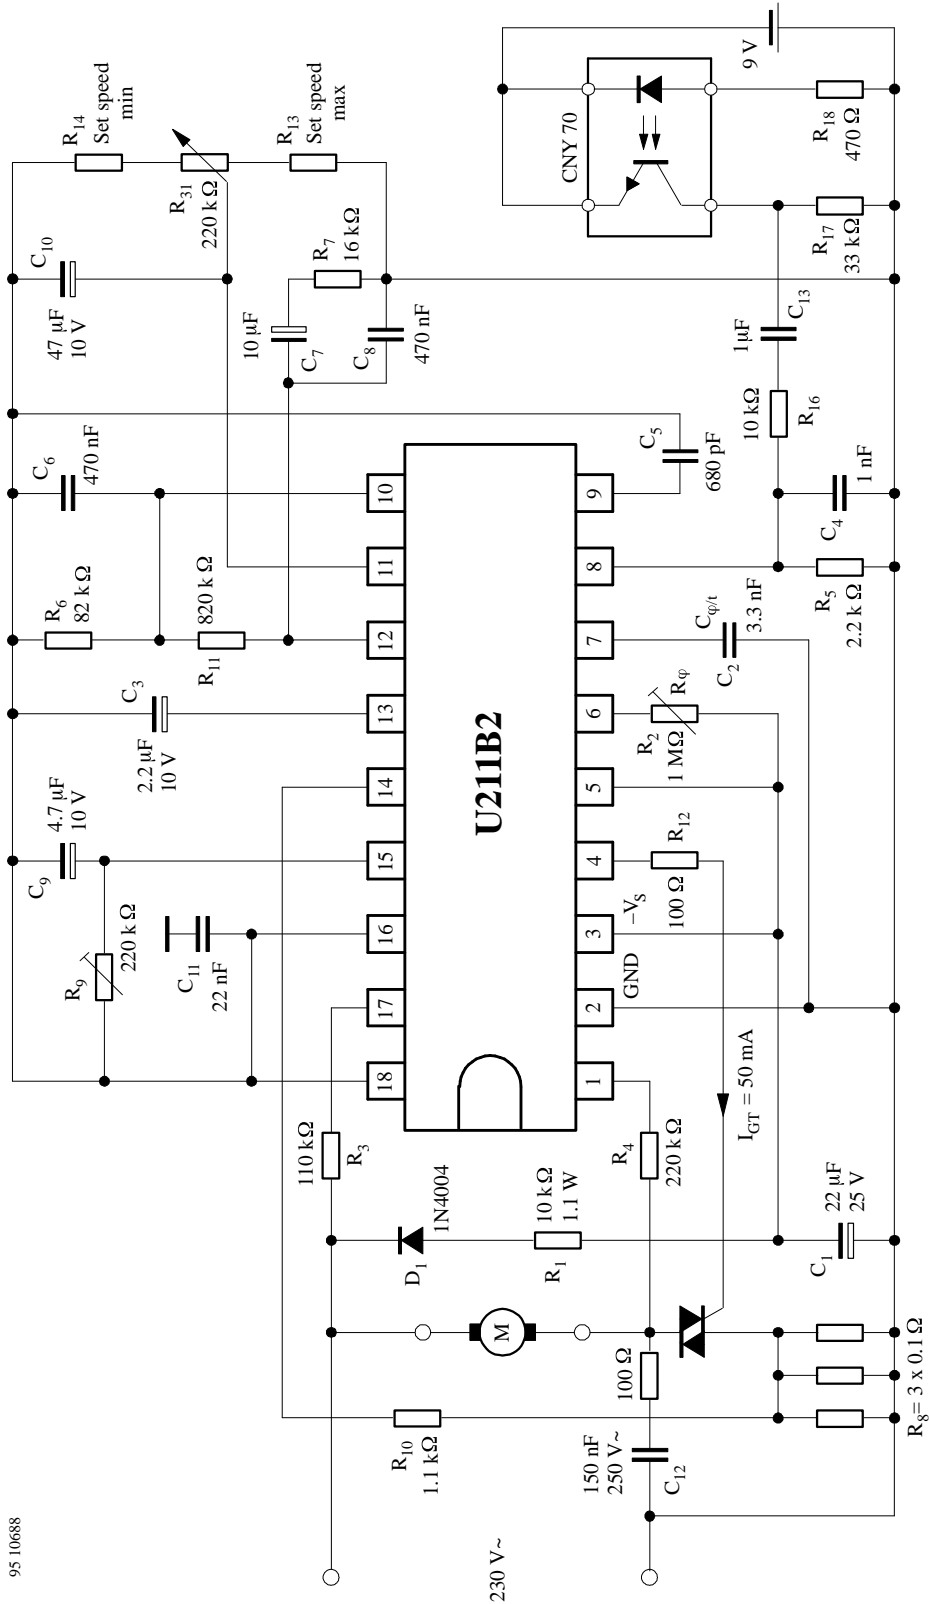 95 10688
R14
Set speed
min
R31
220 kΩ
R13
Set speed
max
C10
47 μF
10 V
R7
16 kΩ
10 μF
C7
C8
470 nF
CNY 70
9 V
R18
470 Ω
R17
33 kΩ
C13
1μF
10 kΩ
R16
C6
470 nF
C5
680 pF
1 nF
C4
R6
82 k Ω
820 k Ω
R11
R5
2.2 k Ω
Cφ/t
3.3 nF
C2
C3
2.2 μF
10 V
Rφ
R2
1 MΩ
4.7 μF
10 V
C9
R12
100 Ω
R9
220 k Ω
C11
22 nF
−VS
GND
10
11
12
13
14
15
16
17
18
U211B2
9
8
7
6
5
4
3
2
1
IGT = 50 mA
110 kΩ
R3
R4
220 kΩ
D1
1N4004
10 kΩ
1.1 W
R1
22 μF
25 V
C1
M
100 Ω
150 nF
250 V~
C12
R10
1.1 kΩ
R8= 3 x 0.1 Ω
230 V~